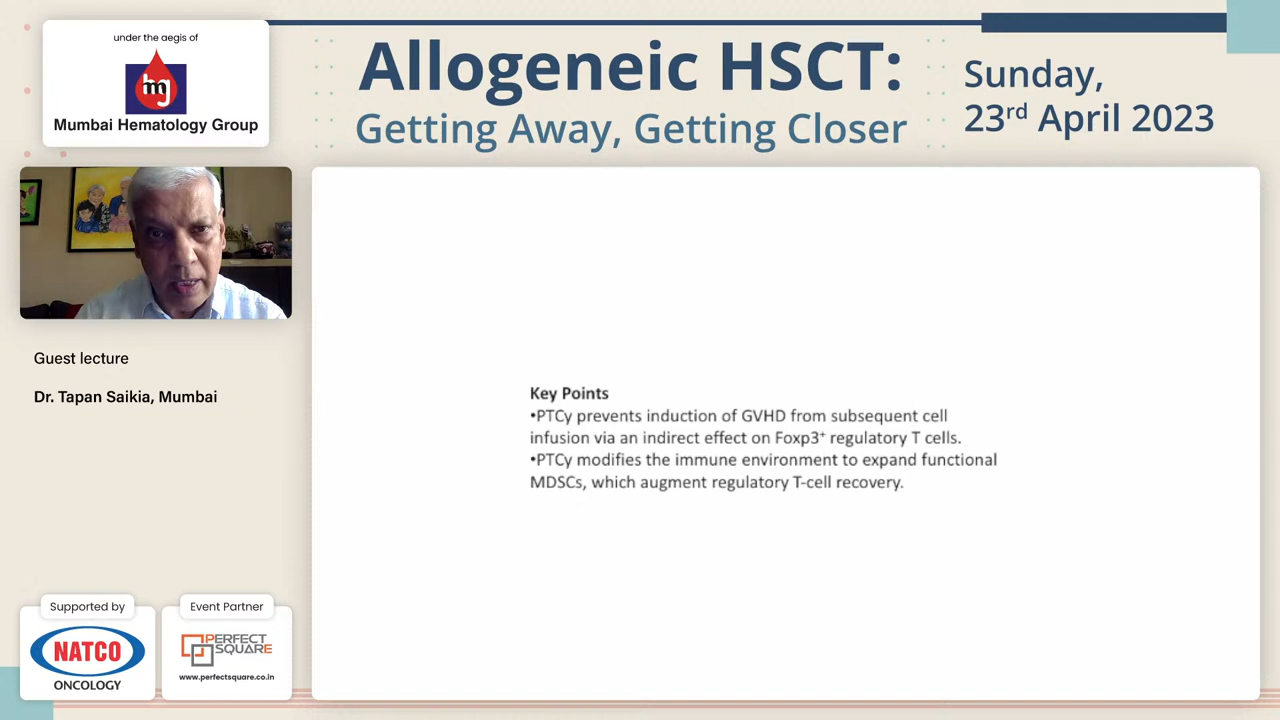 under the aegis of
mg
Mumbai Hematology Group
Allogeneic HSCT:
Getting Away, Getting Closer
Sunday,
23rd April 2023
Guest lecture
Dr. Tapan Saikia, Mumbai
Key Points
•PTCy prevents induction of GVHD from subsequent cell
infusion via an indirect effect on Foxp3⁺ regulatory T cells.
•PTCy modifies the immune environment to expand functional
MDSCs, which augment regulatory T-cell recovery.
Supported by
NATCO
ONCOLOGY
Event Partner
PERFECT
SQUARE
www.perfectsquare.co.in